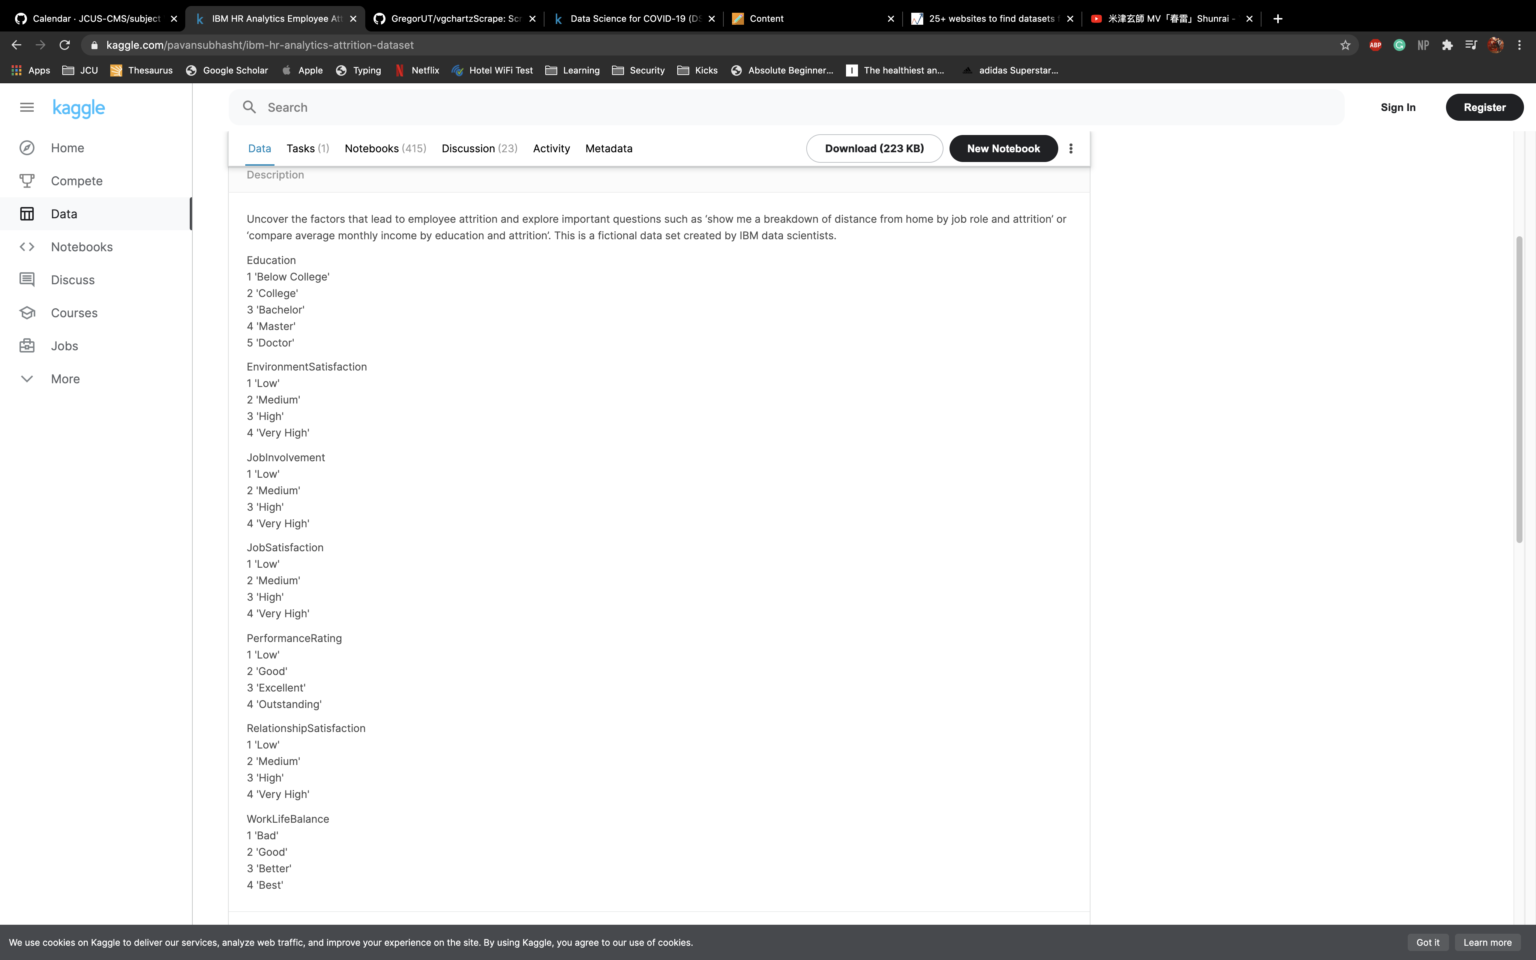 Calendar · JCUS-CMS/subject
IBM HR Analytics Employee At
GregorUT/vgchartzScrape: Sc
Data Science for COVID-19 (DS
Content
25+ websites to find datasets
米津玄師 MV「春雷」Shunrai -
kaggle.com/pavansubhasht/ibm-hr-analytics-attrition-dataset
ABP
NP
Apps
JCU
Thesaurus
Google Scholar
Apple
Typing
Netflix
Hotel WiFi Test
Learning
Security
Kicks
Absolute Beginner...
The healthiest an...
adidas Superstar...
kaggle
Search
Sign In
Register
Home
Compete
Data
Notebooks
Discuss
Courses
Jobs
More
Data
Tasks (1)
Notebooks (415)
Discussion (23)
Activity
Metadata
Download (223 KB)
New Notebook
Description
Uncover the factors that lead to employee attrition and explore important questions such as ‘show me a breakdown of distance from home by job role and attrition’ or
‘compare average monthly income by education and attrition’. This is a fictional data set created by IBM data scientists.
Education
1 'Below College'
2 'College'
3 'Bachelor'
4 'Master'
5 'Doctor'
EnvironmentSatisfaction
1 'Low'
2 'Medium'
3 'High'
4 'Very High'
JobInvolvement
1 'Low'
2 'Medium'
3 'High'
4 'Very High'
JobSatisfaction
1 'Low'
2 'Medium'
3 'High'
4 'Very High'
PerformanceRating
1 'Low'
2 'Good'
3 'Excellent'
4 'Outstanding'
RelationshipSatisfaction
1 'Low'
2 'Medium'
3 'High'
4 'Very High'
WorkLifeBalance
1 'Bad'
2 'Good'
3 'Better'
4 'Best'
We use cookies on Kaggle to deliver our services, analyze web traffic, and improve your experience on the site. By using Kaggle, you agree to our use of cookies.
Got it
Learn more